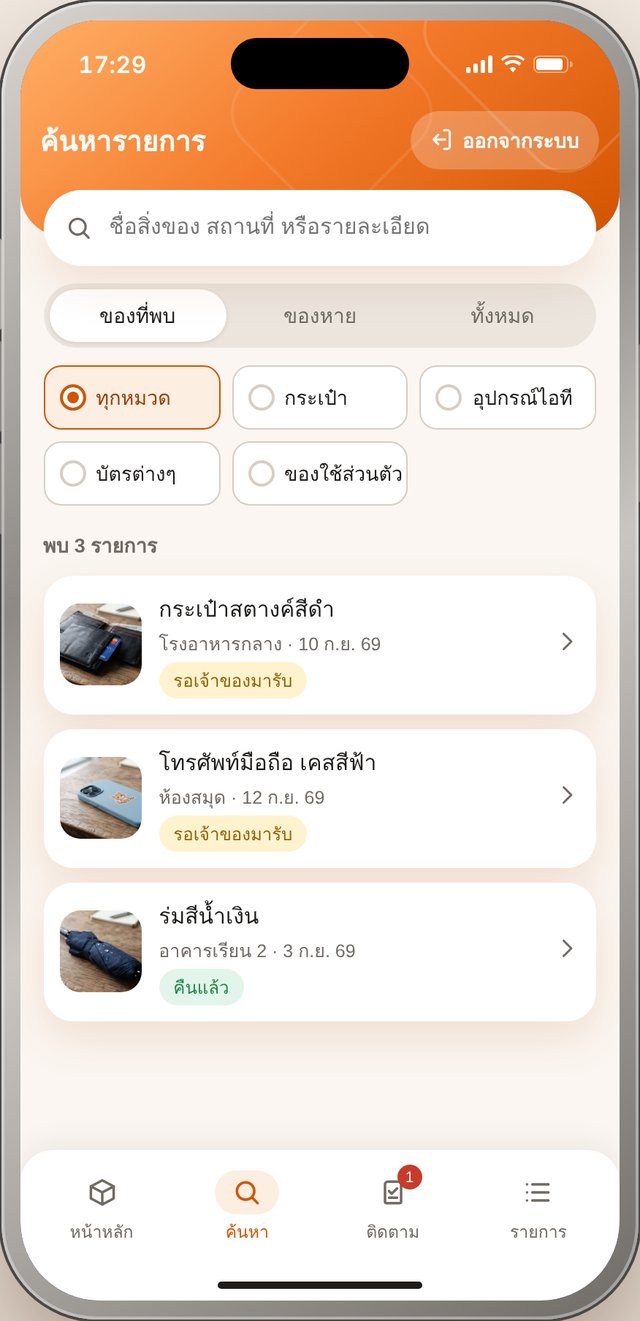 17:29
ค้นหารายการ
ออกจากระบบ
ชื่อสิ่งของ สถานที่ หรือรายละเอียด
ของที่พบ ของหาย ทั้งหมด
ทุกหมวด กระเป๋า อุปกรณ์ไอที
บัตรต่างๆ ของใช้ส่วนตัว
พบ 3 รายการ
กระเป๋าสตางค์สีดำ
โรงอาหารกลาง · 10 ก.ย. 69
รอเจ้าของมารับ
โทรศัพท์มือถือ เคสสีฟ้า
ห้องสมุด · 12 ก.ย. 69
รอเจ้าของมารับ
ร่มสีน้ำเงิน
อาคารเรียน 2 · 3 ก.ย. 69
คืนแล้ว
1
หน้าหลัก ค้นหา ติดตาม รายการ